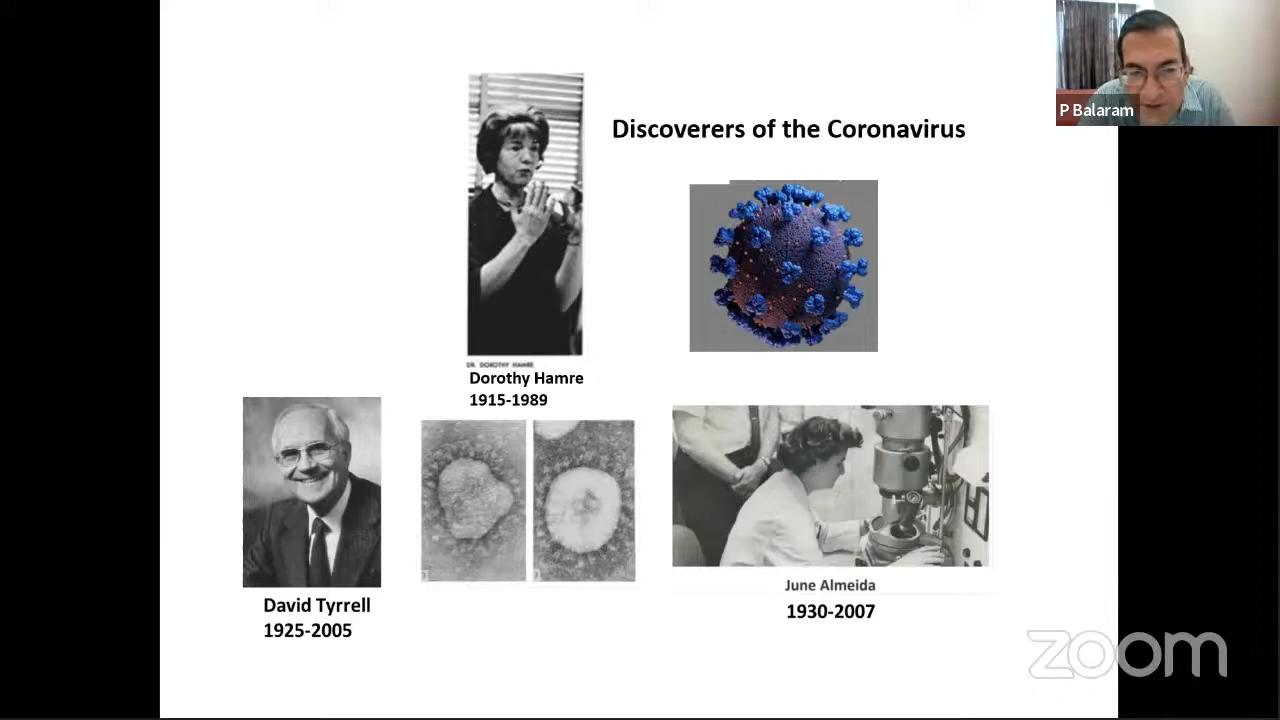 P Balaram
Discoverers of the Coronavirus
DR. DOROTHY HAMRE
Dorothy Hamre
1915-1989
David Tyrrell
1925-2005
June Almeida
1930-2007
zoom